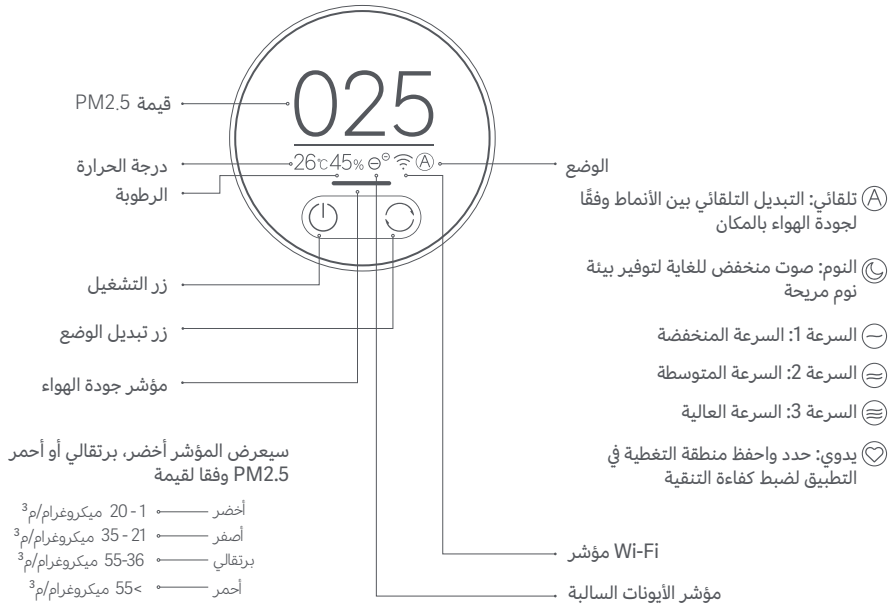 025
26℃ 45% A
قيمة PM2.5
درجة الحرارة
الرطوبة
زر التشغيل
زر تبديل الوضع
مؤشر جودة الهواء
الوضع
A تلقائي: التبديل التلقائي بين الأنماط وفقًا
لجودة الهواء بالمكان
النوم: صوت منخفض للغاية لتوفير بيئة
نوم مريحة
السرعة 1: السرعة المنخفضة
السرعة 2: السرعة المتوسطة
السرعة 3: السرعة العالية
يدوي: حدد واحفظ منطقة التغطية في
التطبيق لضبط كفاءة التنقية
Wi-Fi مؤشر
مؤشر الأيونات السالبة
سيعرض المؤشر أخضر، برتقالي أو أحمر
PM2.5 وفقا لقيمة
أخضر 1 - 20 ميكروغرام/م³
أصفر 21 - 35 ميكروغرام/م³
برتقالي 36-55 ميكروغرام/م³
أحمر >55 ميكروغرام/م³